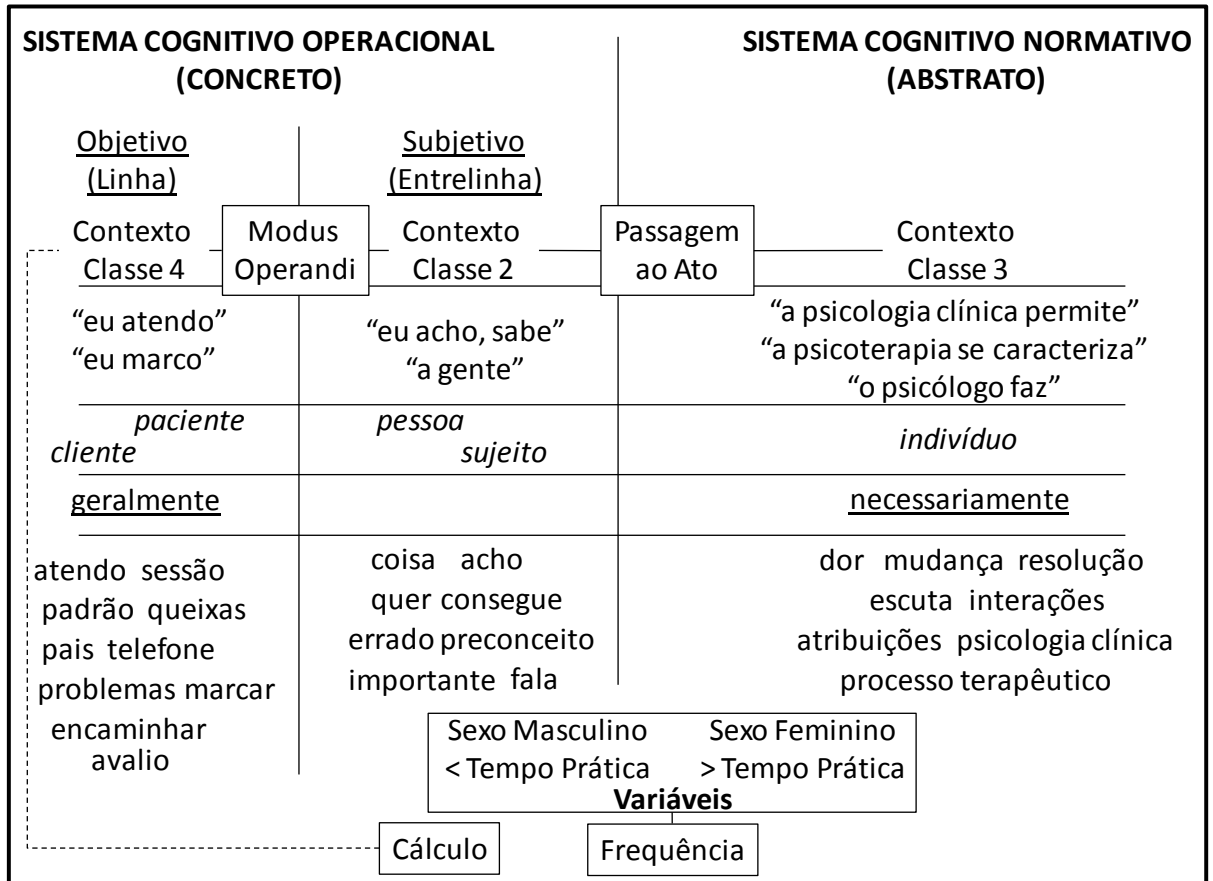 SISTEMA COGNITIVO OPERACIONAL
(CONCRETO)
SISTEMA COGNITIVO NORMATIVO
(ABSTRATO)
Objetivo
(Linha)
Subjetivo
(Entrelinha)
Contexto
Classe 4
Modus
Operandi
Contexto
Classe 2
Passagem
ao Ato
Contexto
Classe 3
“eu atendo”
“eu marco”
“eu acho, sabe”
“a gente”
“a psicologia clínica permite”
“a psicoterapia se caracteriza”
“o psicólogo faz”
paciente
cliente
pessoa
sujeito
indivíduo
geralmente
necessariamente
atendo sessão
padrão queixas
pais telefone
problemas marcar
encaminhar
avalio
coisa acho
quer consegue
errado preconceito
importante fala
dor mudança resolução
escuta interações
atribuições psicologia clínica
processo terapêutico
Sexo Masculino Sexo Feminino
< Tempo Prática > Tempo Prática
Variáveis
Cálculo
Frequência